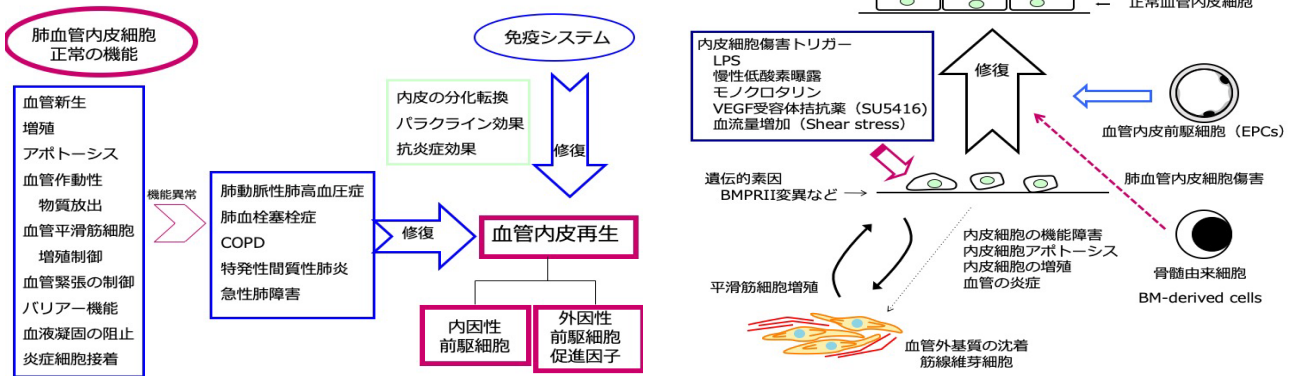 肺血管内皮細胞
正常の機能
血管新生
増殖
アポトーシス
血管作動性
物質放出
血管平滑筋細胞
増殖制御
血管緊張の制御
バリアー機能
血液凝固の阻止
炎症細胞接着
機能異常
肺動脈性肺高血圧症
肺血栓塞栓症
COPD
特発性間質性肺炎
急性肺障害
修復
免疫システム
内皮の分化転換
パラクライン効果
抗炎症効果
修復
血管内皮再生
内因性
前駆細胞
外因性
前駆細胞
促進因子
正常血管内皮細胞
内皮細胞傷害トリガー
LPS
慢性低酸素曝露
モノクロタリン
VEGF受容体拮抗薬（SU5416）
血流量増加（Shear stress）
修復
血管内皮前駆細胞（EPCs）
遺伝的素因
BMPRII変異など
肺血管内皮細胞傷害
内皮細胞の機能障害
内皮細胞アポトーシス
内皮細胞の増殖
血管の炎症
平滑筋細胞増殖
骨髄由来細胞
BM-derived cells
血管外基質の沈着
筋線維芽細胞